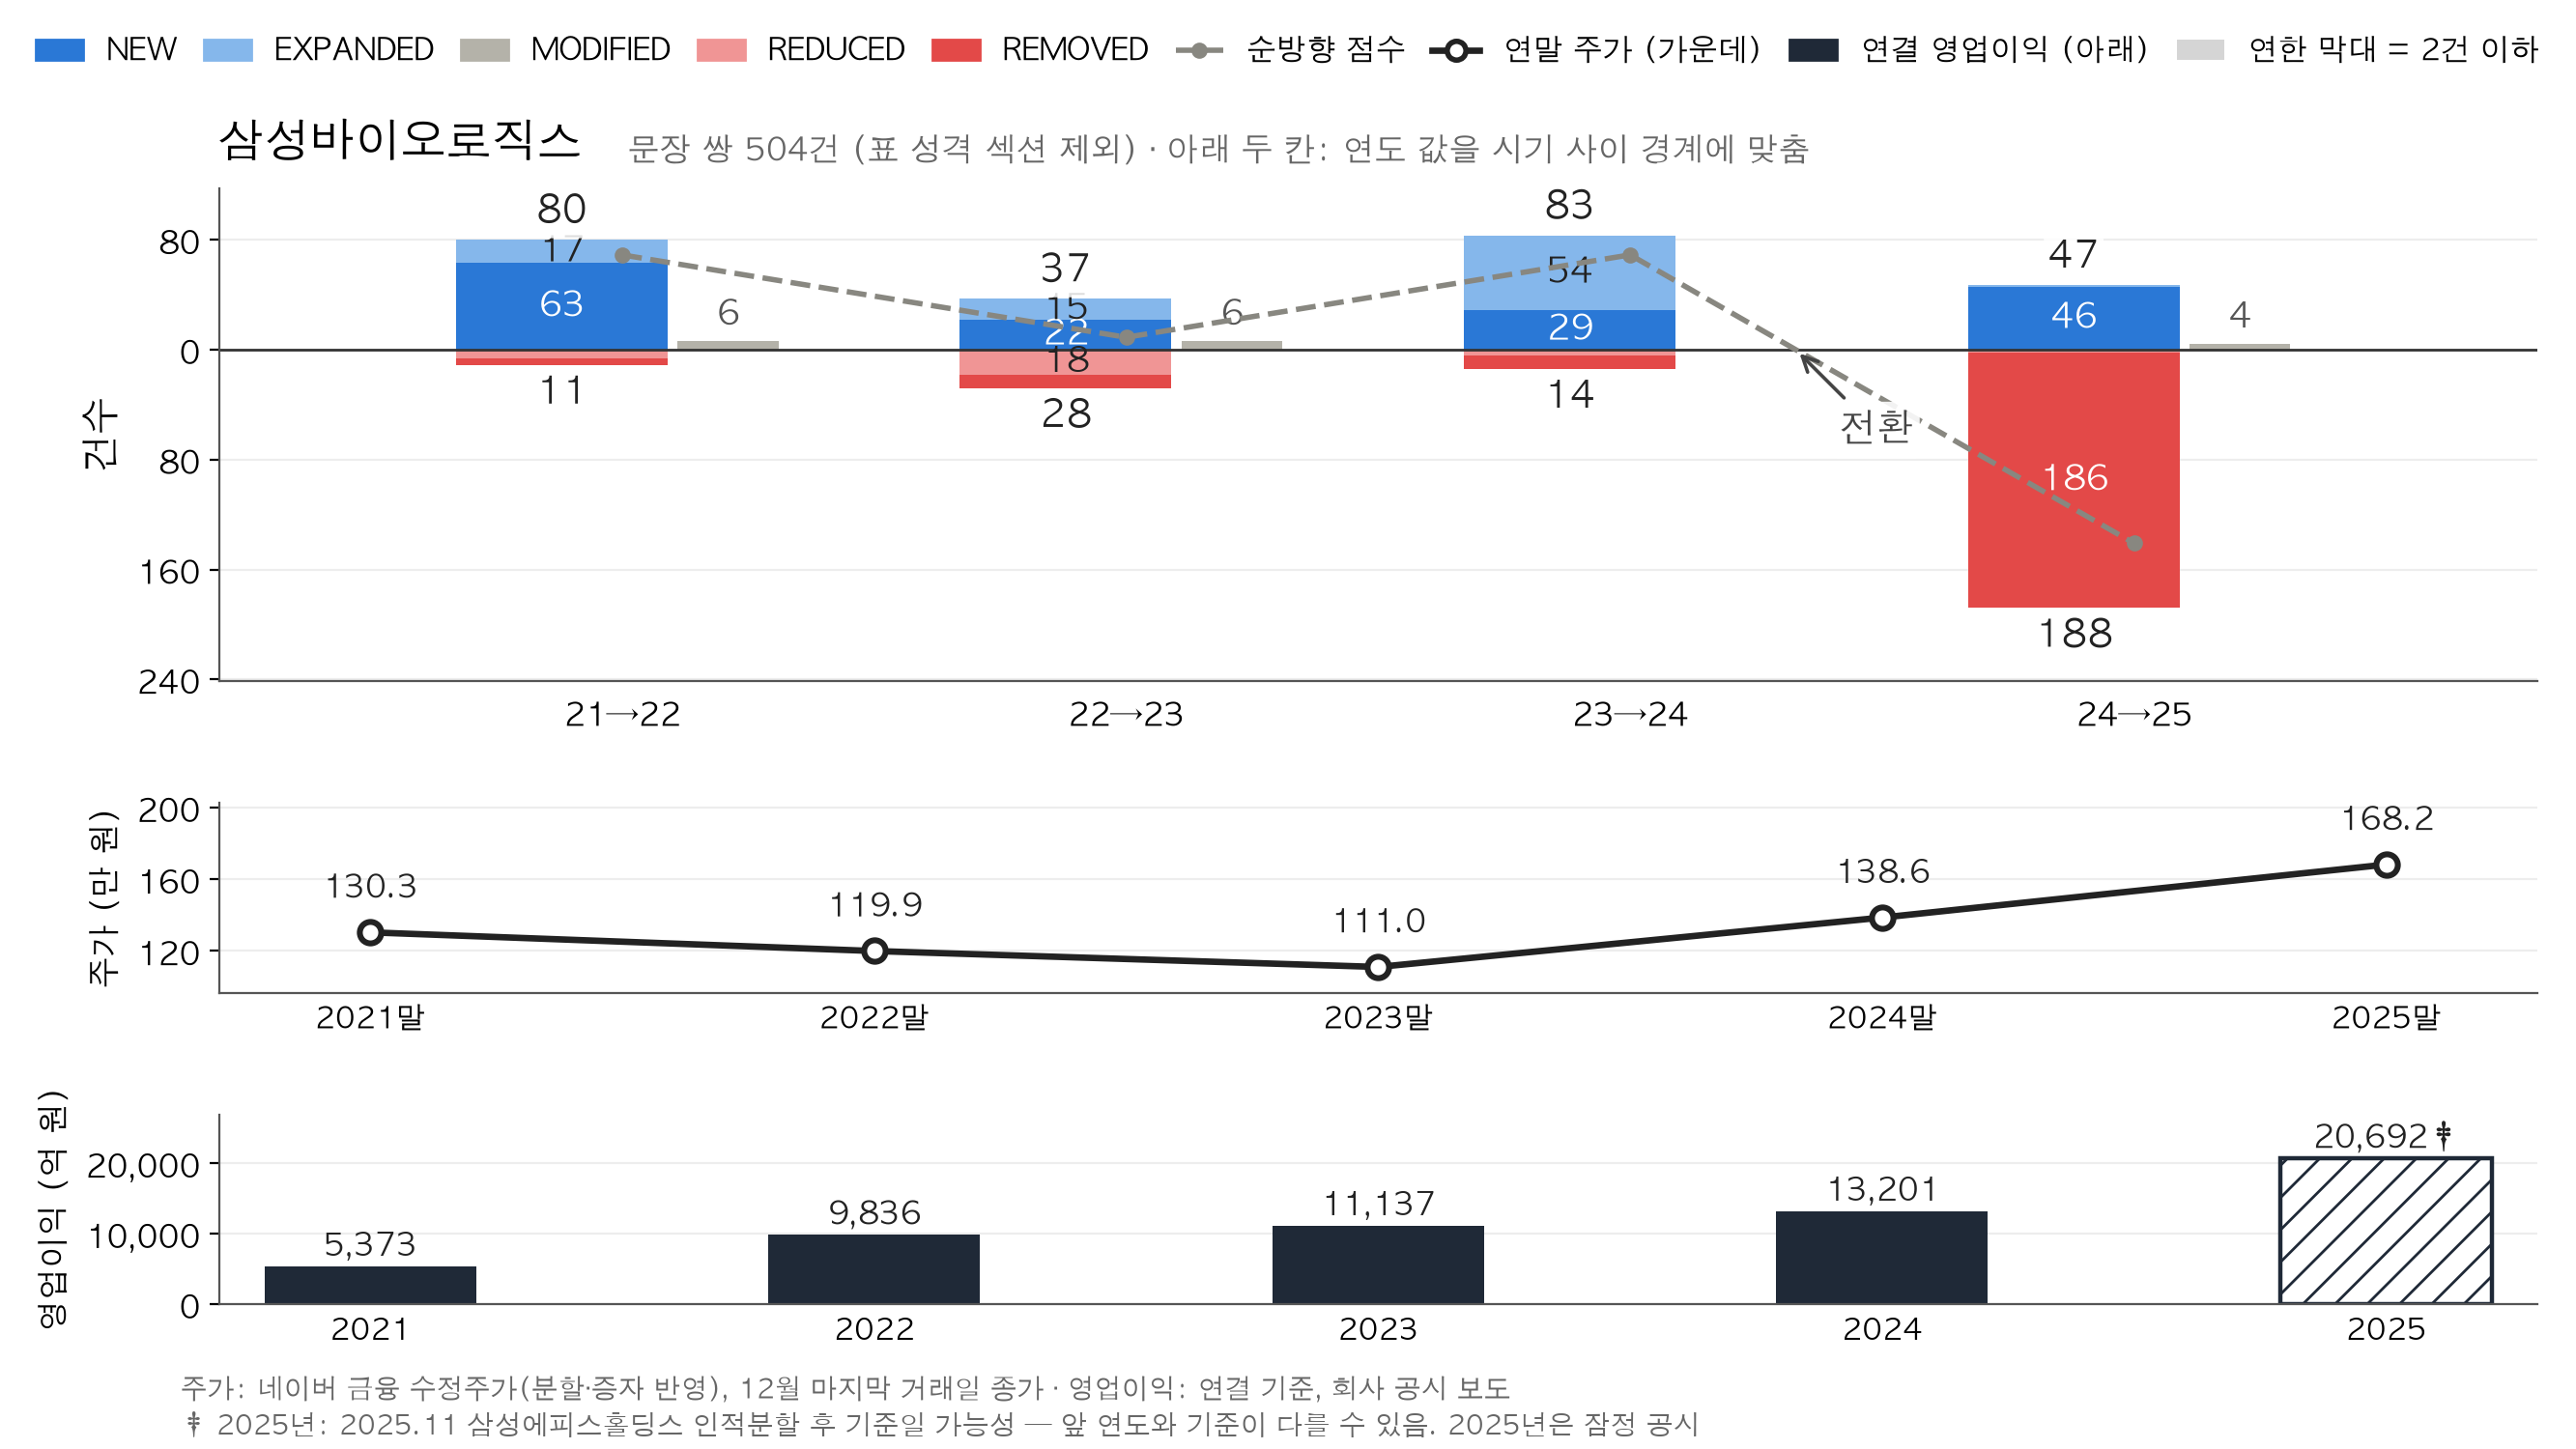 NEW EXPANDED MODIFIED REDUCED REMOVED 순방향 점수 연말 주가 (가운데) 연결 영업이익 (아래) 연한 막대 = 2건 이하
삼성바이오로직스 문장 쌍 504건 (표 성격 섹션 제외) · 아래 두 칸: 연도 값을 시기 사이 경계에 맞춤
건수
80
0
80
160
240
80
17
63
6
11
37
15
22
6
18
28
83
54
29
14
전환
47
46
4
186
188
21→22 22→23 23→24 24→25
주가 (만 원)
200
160
120
130.3 119.9 111.0 138.6 168.2
2021말 2022말 2023말 2024말 2025말
영업이익 (억 원)
20,000
10,000
0
5,373 9,836 11,137 13,201 20,692‡
2021 2022 2023 2024 2025
주가: 네이버 금융 수정주가(분할·증자 반영), 12월 마지막 거래일 종가 · 영업이익: 연결 기준, 회사 공시 보도
‡ 2025년: 2025.11 삼성에피스홀딩스 인적분할 후 기준일 가능성 — 앞 연도와 기준이 다를 수 있음. 2025년은 잠정 공시